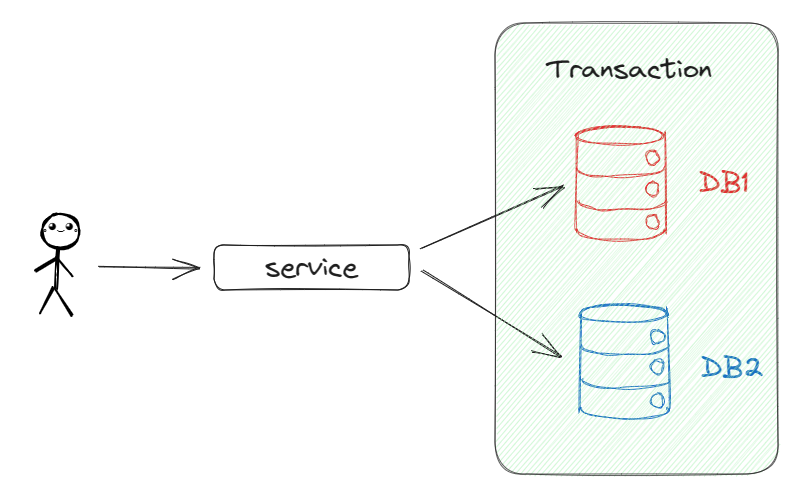 Transaction
DB1
service
DB2